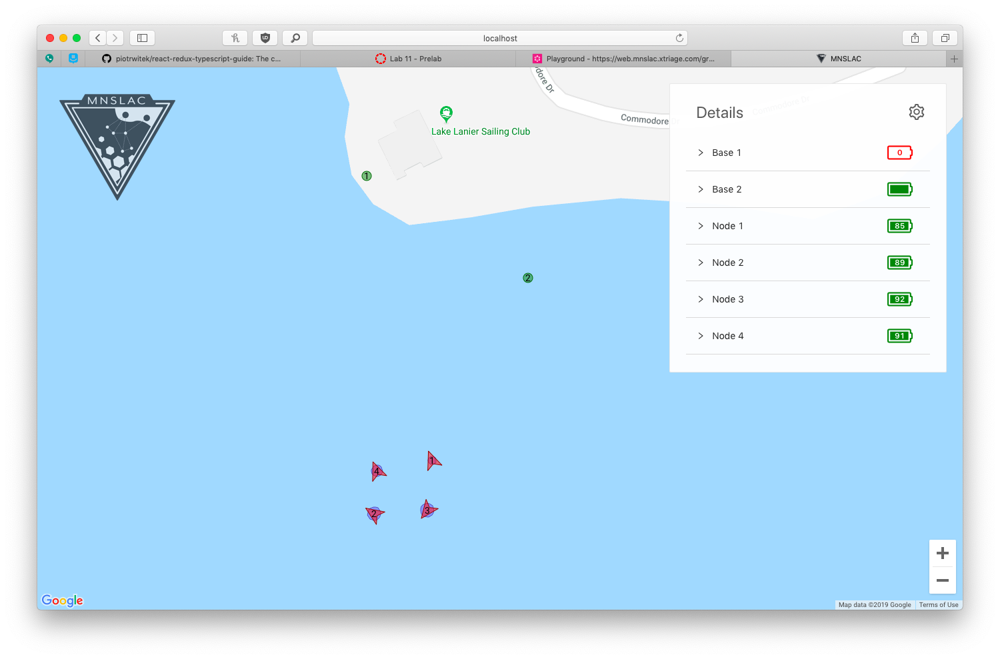 localhost
piotrwitek/react-redux-typescript-guide: The c...
Lab 11 - Prelab
Playground - https://web.mnslac.xtriage.com/gr...
MNSLAC
MNSLAC
Commodore Dr
Commodore Dr
Lake Lanier Sailing Club
Details
Base 1
0
Base 2
Node 1
85
Node 2
89
Node 3
92
Node 4
91
1
2
1
4
2
3
Google
Map data ©2019 Google
Terms of Use